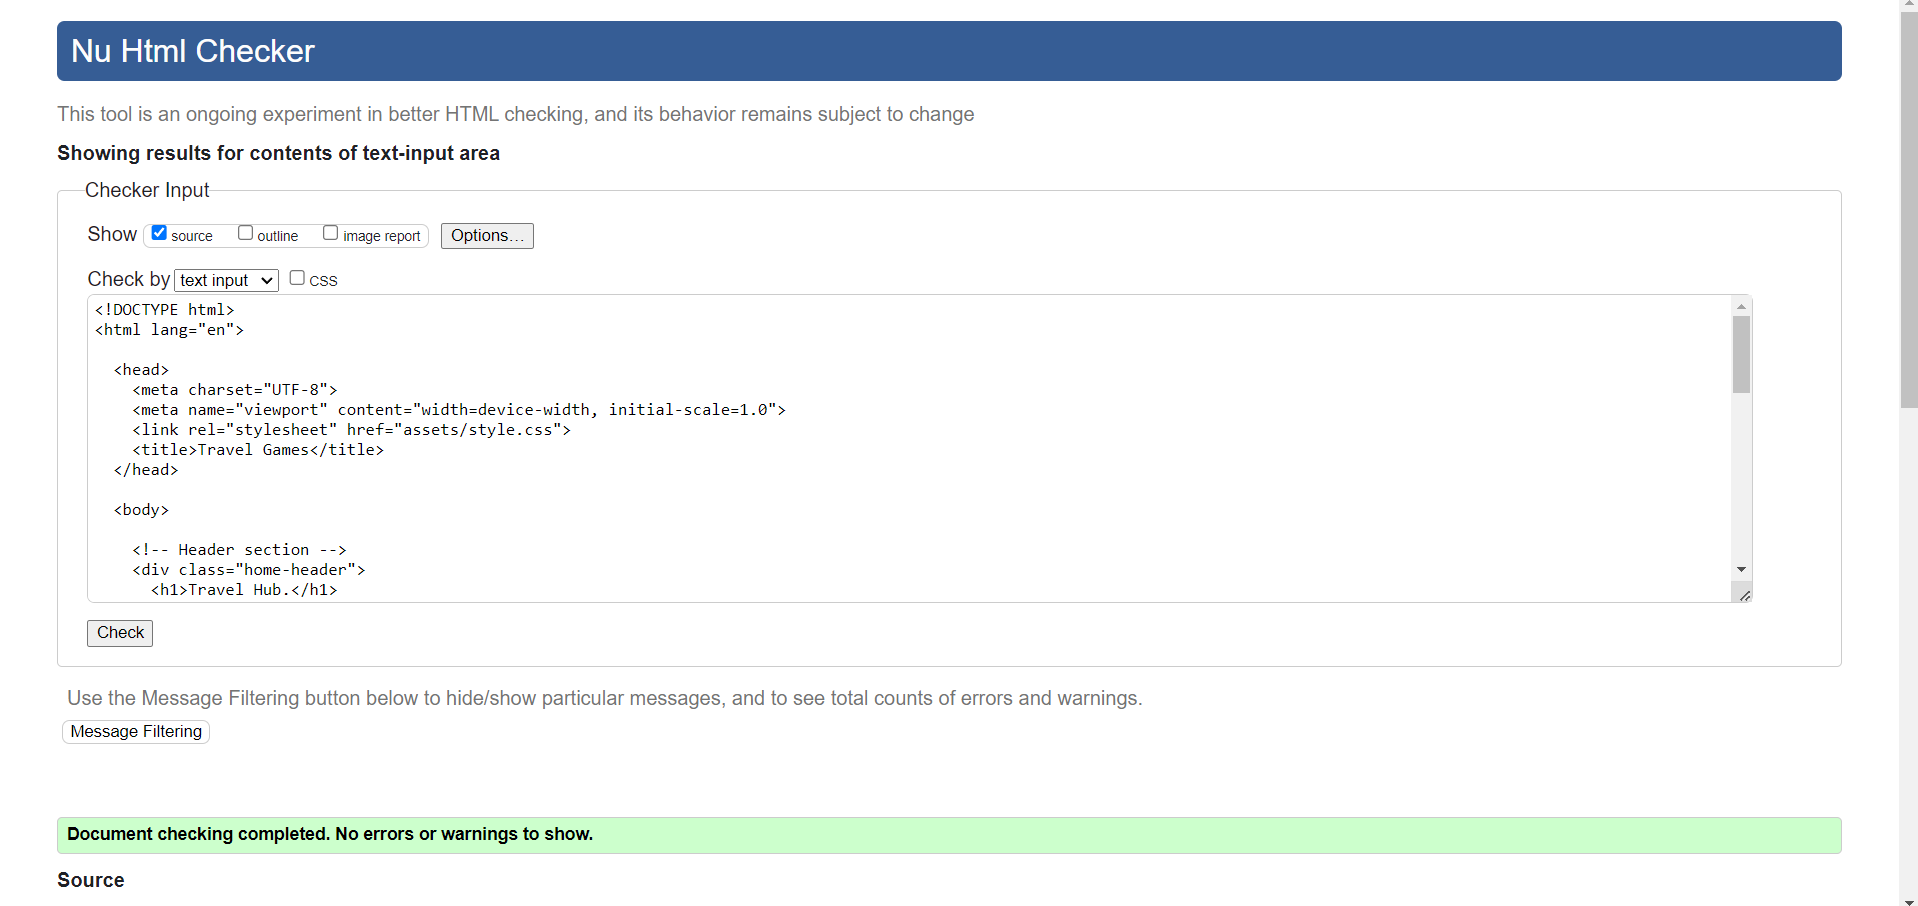 Nu Html Checker
This tool is an ongoing experiment in better HTML checking, and its behavior remains subject to change
Showing results for contents of text-input area
Checker Input
Show source outline image report Options...
Check by text input CSS
<!DOCTYPE html>
<html lang="en">
<head>
<meta charset="UTF-8">
<meta name="viewport" content="width=device-width, initial-scale=1.0">
<link rel="stylesheet" href="assets/style.css">
<title>Travel Games</title>
</head>
<body>
<!-- Header section -->
<div class="home-header">
<h1>Travel Hub.</h1>
Check
Use the Message Filtering button below to hide/show particular messages, and to see total counts of errors and warnings.
Message Filtering
Document checking completed. No errors or warnings to show.
Source